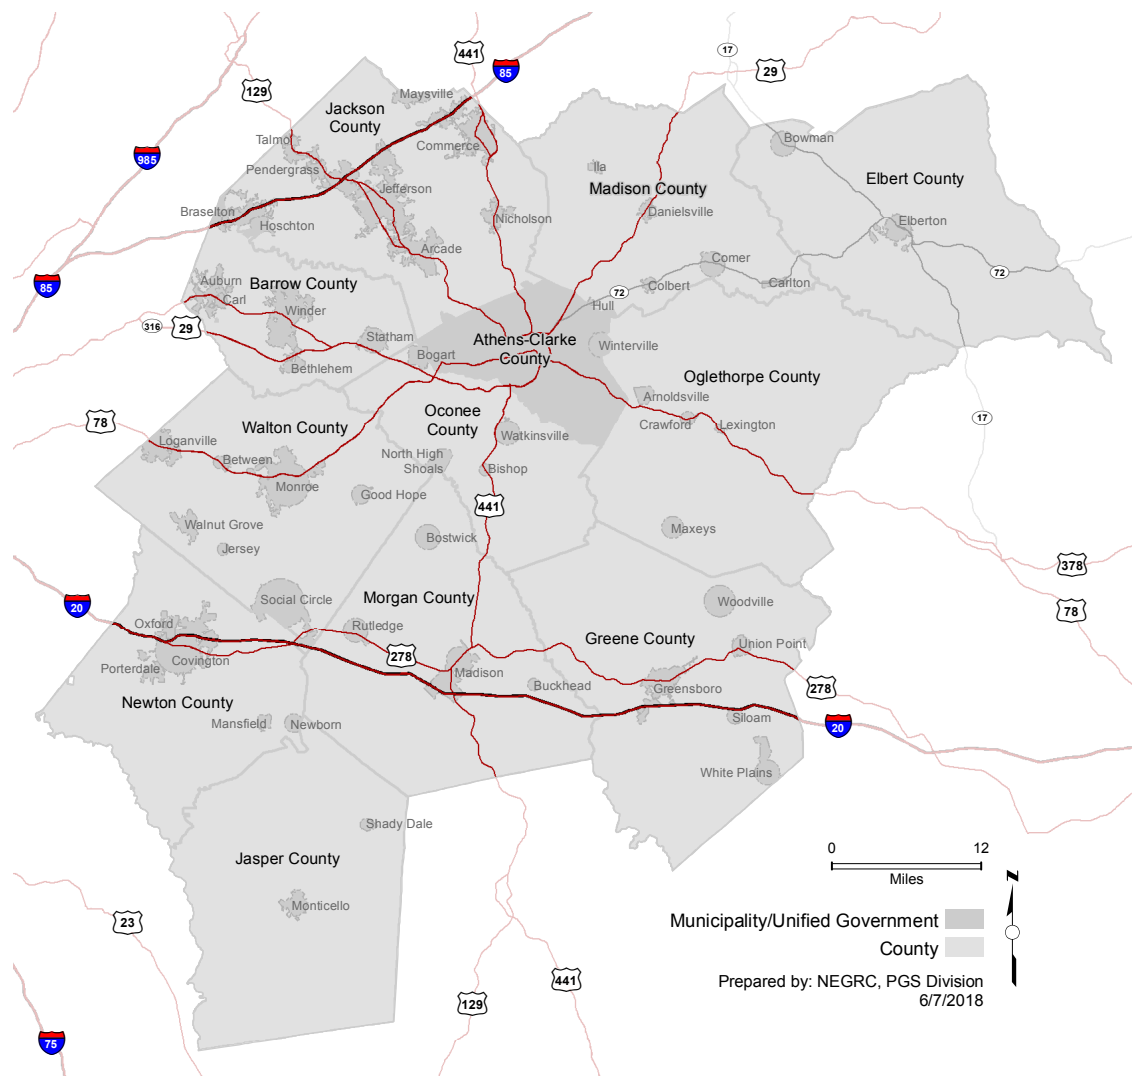 17
441
29
85
129
Maysville
Jackson
County
Commerce
Talmo
Bowman
985
Pendergrass
Ila
Elbert County
Jefferson
Madison County
Braselton
Nicholson
Danielsville
Elberton
Hoschton
Arcade
Comer
72
Auburn
Barrow County
Colbert
Carlton
85
Carl
72
Hull
Winder
316
29
Statham
Athens-Clarke
County
Winterville
Bogart
Bethlehem
Oglethorpe County
Arnoldsville
Oconee
County
78
Walton County
Crawford
Lexington
17
Loganville
Watkinsville
Between
North High
Shoals
Bishop
Monroe
Good Hope
441
Walnut Grove
Maxeys
Bostwick
Jersey
378
20
Social Circle
Morgan County
Woodville
78
Oxford
Rutledge
Greene County
Union Point
278
Porterdale
Covington
Madison
Buckhead
Greensboro
278
Newton County
Mansfield
Newborn
Siloam
20
White Plains
Shady Dale
0
12
Jasper County
Miles
N
Monticello
23
Municipality/Unified Government
County
441
Prepared by: NEGRC, PGS Division
129
6/7/2018
75